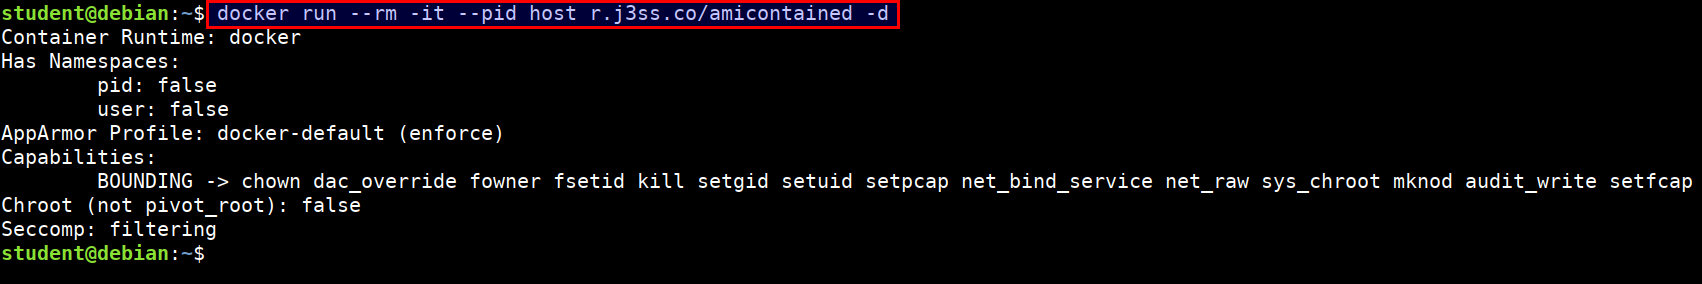 student@debian:~$ docker run --rm -it --pid host r.j3ss.co/amicontained -d
Container Runtime: docker
Has Namespaces:
        pid: false
        user: false
AppArmor Profile: docker-default (enforce)
Capabilities:
        BOUNDING -> chown dac_override fowner fsetid kill setgid setuid setpcap net_bind_service net_raw sys_chroot mknod audit_write setfcap
Chroot (not pivot_root): false
Seccomp: filtering
student@debian:~$